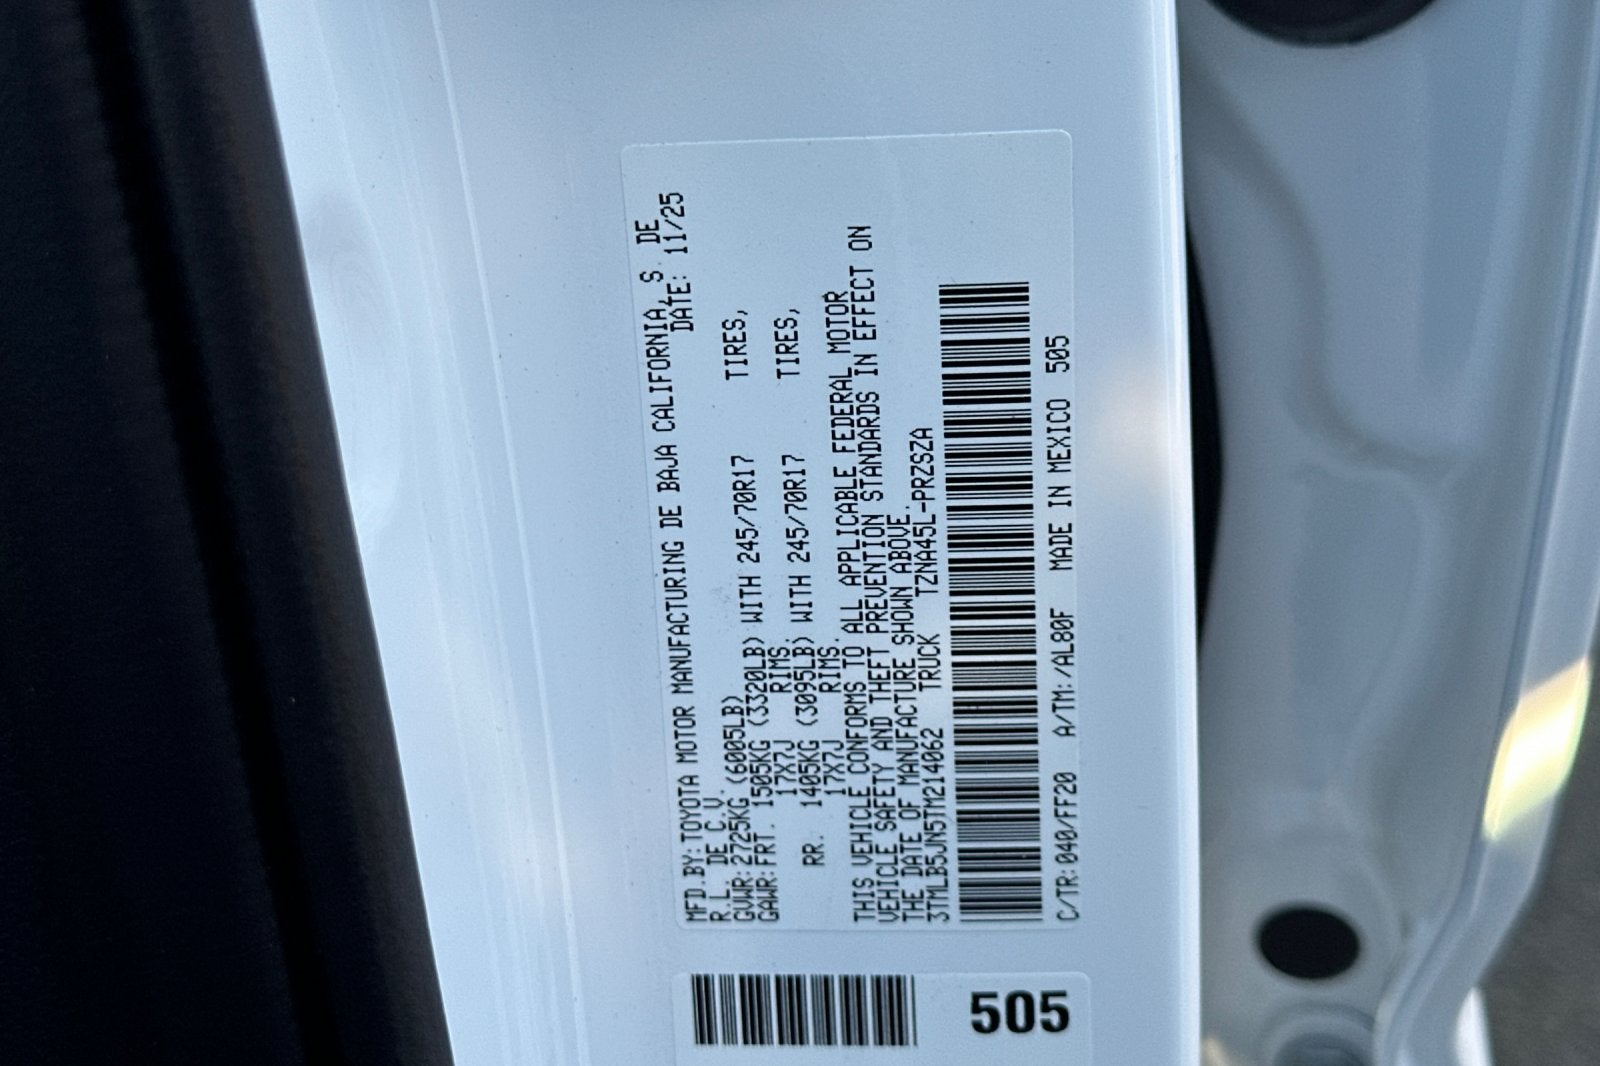 MFD.BY:TOYOTA MOTOR MANUFACTURING DE BAJA CALIFORNIA, S. DE
R.L. DE C.V. DATE: 11/25
GVWR:2725KG (6005LB)
GAWR:FRT. 1505KG (3320LB) WITH 245/70R17 TIRES,
17X7J RIMS.
RR. 1405KG (3095LB) WITH 245/70R17 TIRES,
17X7J RIMS.
THIS VEHICLE CONFORMS TO ALL APPLICABLE FEDERAL MOTOR
VEHICLE SAFETY AND THEFT PREVENTION STANDARDS IN EFFECT ON
THE DATE OF MANUFACTURE SHOWN ABOVE.
3TMLB5JN5TM214062 TRUCK TZNA45L-PRZSZA
C/TR:040/FF20 A/TM:/AL80F MADE IN MEXICO 505
505